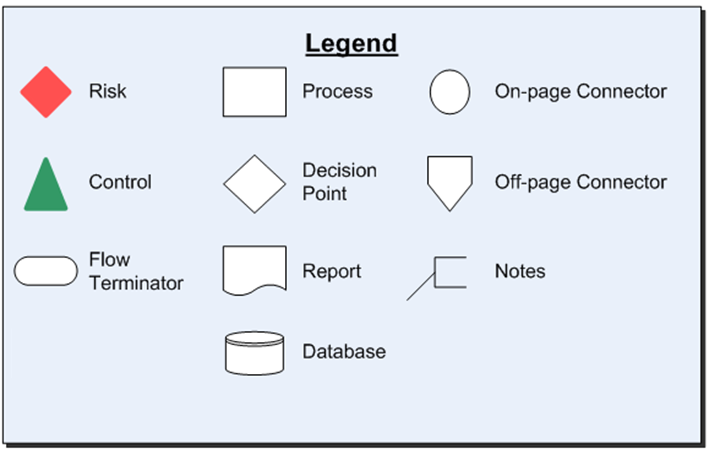 Legend
Risk
Process
On-page Connector
Control
Decision
Point
Off-page Connector
Flow
Terminator
Report
Notes
Database